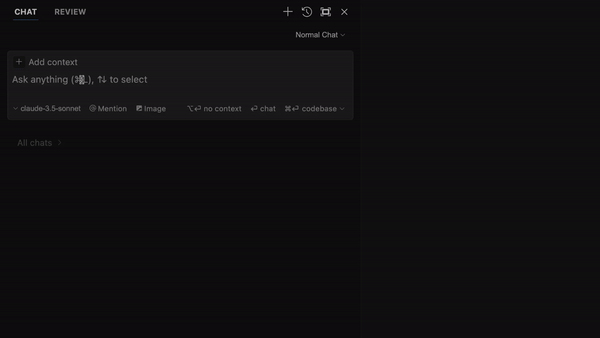 CHAT REVIEW
Normal Chat
Add context
Ask anything (⌘L), ⇅ to select
claude-3.5-sonnet Mention Image ⌥⏎ no context ⏎ chat ⌘⏎ codebase
All chats